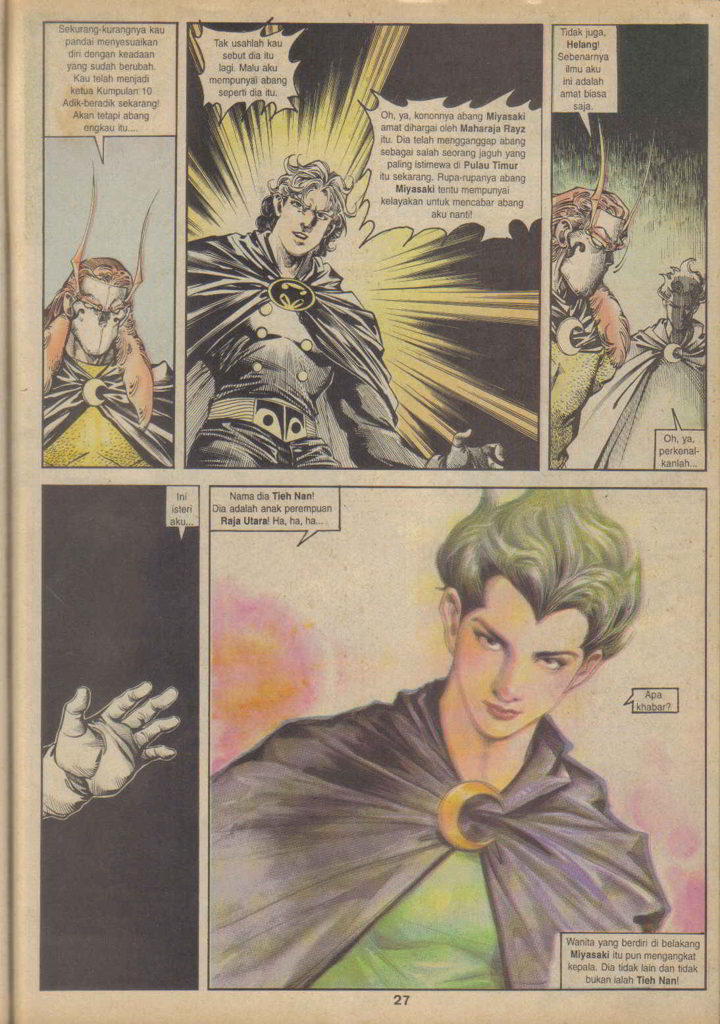 Sekurang-kurangnya kau
pandai menyesuaikan
diri dengan keadaan
yang sudah berubah.
Kau telah menjadi
ketua Kumpulan 10
Adik-beradik sekarang!
Akan tetapi abang
engkau itu....
Tak usahlah kau
sebut dia itu
lagi. Malu aku
mempunyai abang
seperti dia itu.
Oh, ya, kononnya abang Miyasaki
amat dihargai oleh Maharaja Rayz
itu. Dia telah mengganggap abang
sebagai salah seorang jaguh yang
paling istimewa di Pulau Timur
itu sekarang. Rupa-rupanya abang
Miyasaki tentu mempunyai
kelayakan untuk mencabar abang
aku nanti!
Tidak juga,
Helang!
Sebenarnya
ilmu aku
ini adalah
amat biasa
saja.
Oh, ya,
perkenal-
kanlah...
Ini
isteri
aku...
Nama dia Tieh Nan!
Dia adalah anak perempuan
Raja Utara! Ha, ha, ha...
Apa
khabar?
Wanita yang berdiri di belakang
Miyasaki itu pun mengangkat
kepala. Dia tidak lain dan tidak
bukan ialah Tieh Nan!
27